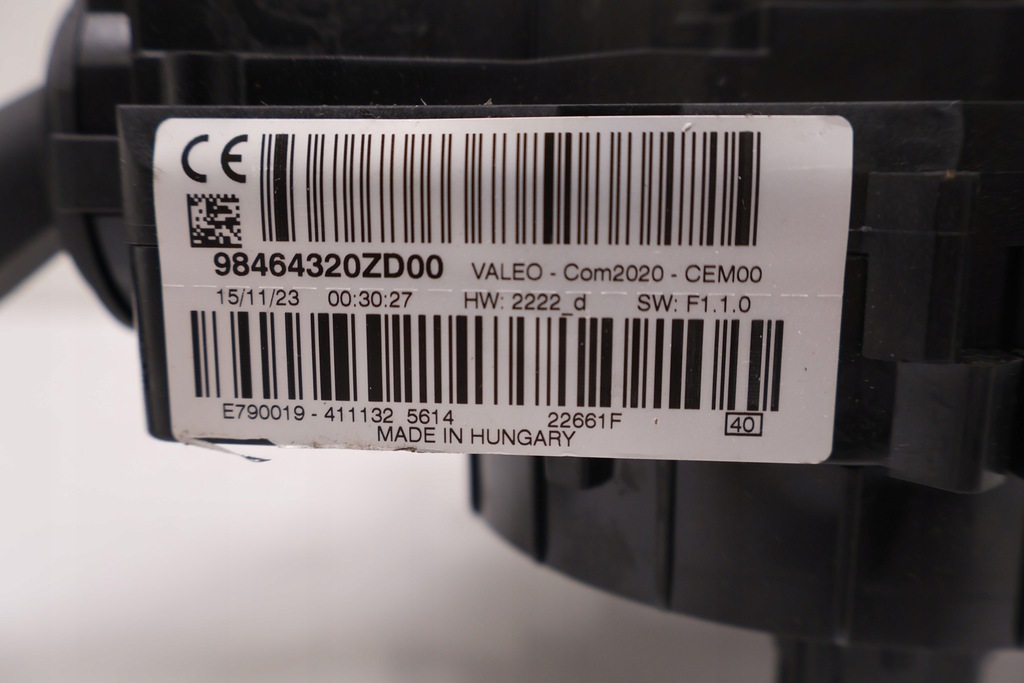 CE
98464320ZD00 VALEO - Com2020 - CEM00
15/11/23 00:30:27 HW: 2222_d SW: F1.1.0
E790019 - 411132 5614 22661F 40
MADE IN HUNGARY